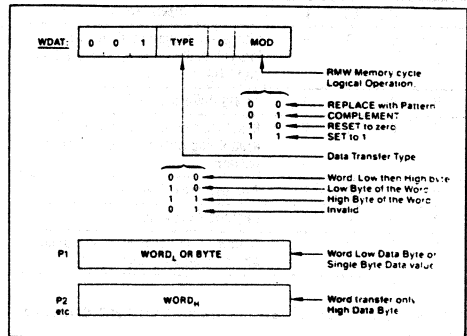 WDAT: 0 0 1 TYPE 0 MOD
RMW Memory cycle
Logical Operation.
0 0 REPLACE with Pattern
0 1 COMPLEMENT
1 0 RESET to zero
1 1 SET to 1
Data Transfer Type
0 0 Word, Low then High byte
1 0 Low Byte of the Word
1 1 High Byte of the Word
0 1 Invalid
P1 WORDL OR BYTE Word Low Data Byte or
Single Byte Data value
P2 WORDH Word transfer only
etc High Data Byte